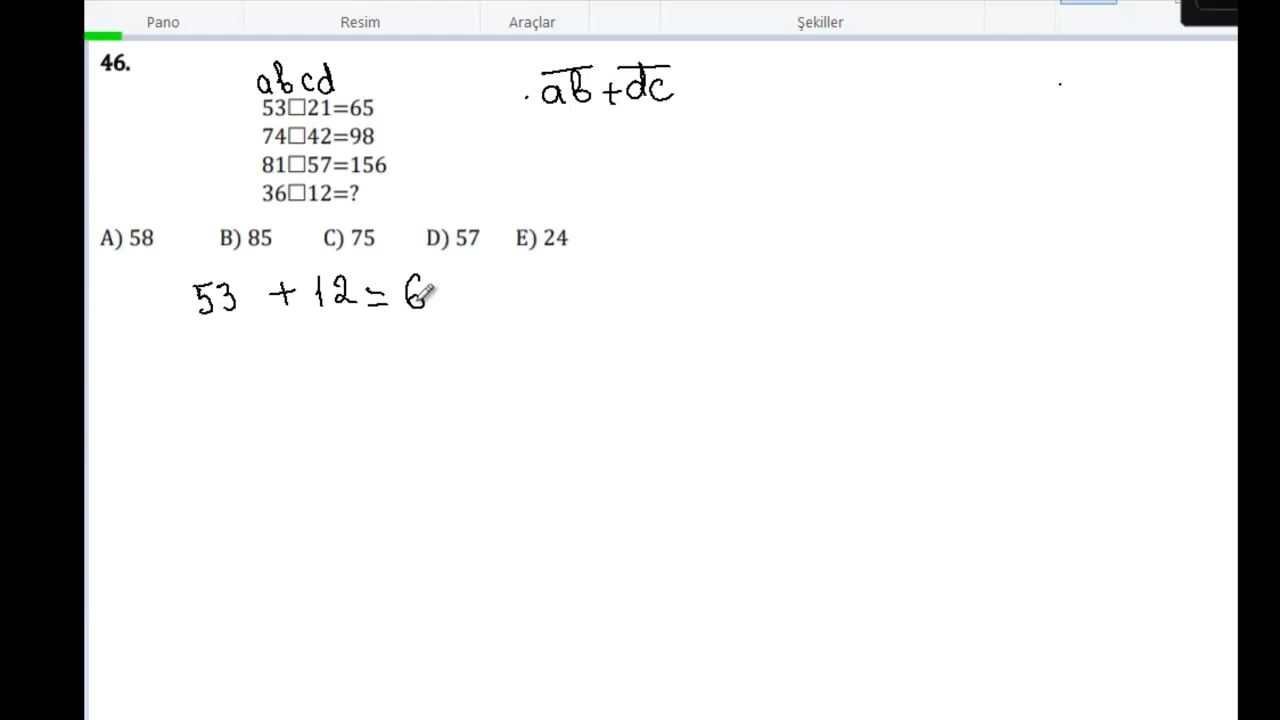 Pano Resim Araçlar Şekiller
46.
abcd
ab + dc
53□21=65
74□42=98
81□57=156
36□12=?
A) 58 B) 85 C) 75 D) 57 E) 24
53 + 12 = 6